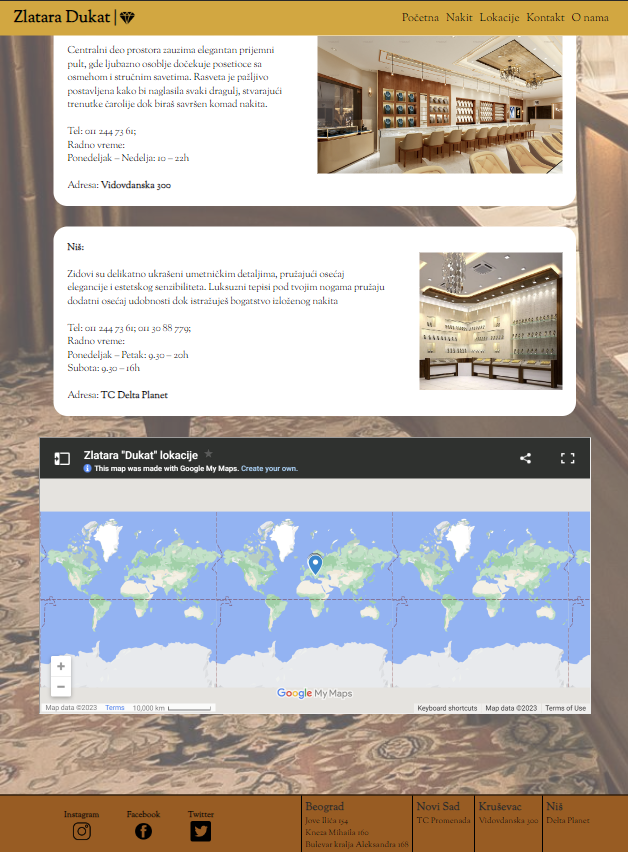 Zlatara Dukat |
Početna Nakit Lokacije Kontakt O nama
Centralni deo prostora zauzima elegantan prijemni
pult, gde ljubazno osoblje dočekuje posetioce sa
osmehom i stručnim savetima. Rasveta je pažljivo
postavljena kako bi naglasila svaki dragulj, stvarajući
trenutke čarolije dok biraš savršen komad nakita.
Tel: 011 244 73 61;
Radno vreme:
Ponedeljak – Nedelja: 10 – 22h
Adresa: Vidovdanska 300
Niš:
Zidovi su delikatno ukrašeni umetničkim detaljima, pružajući osećaj
elegancije i estetskog senzibiliteta. Luksuzni tepisi pod tvojim nogama pružaju
dodatni osećaj udobnosti dok istražuješ bogatstvo izloženog nakita
Tel: 011 244 73 61; 011 30 88 779;
Radno vreme:
Ponedeljak – Petak: 9.30 – 20h
Subota: 9.30 – 16h
Adresa: TC Delta Planet
Zlatara "Dukat" lokacije
This map was made with Google My Maps. Create your own.
+
−
Google My Maps
Map data ©2023 Terms 10,000 km
Keyboard shortcuts Map data ©2023 Terms of Use
Instagram Facebook Twitter
Beograd
Jove Ilića 154
Kneza Mihaila 160
Bulevar kralja Aleksandra 168
Novi Sad
TC Promenada
Kruševac
Vidovdanska 300
Niš
Delta Planet